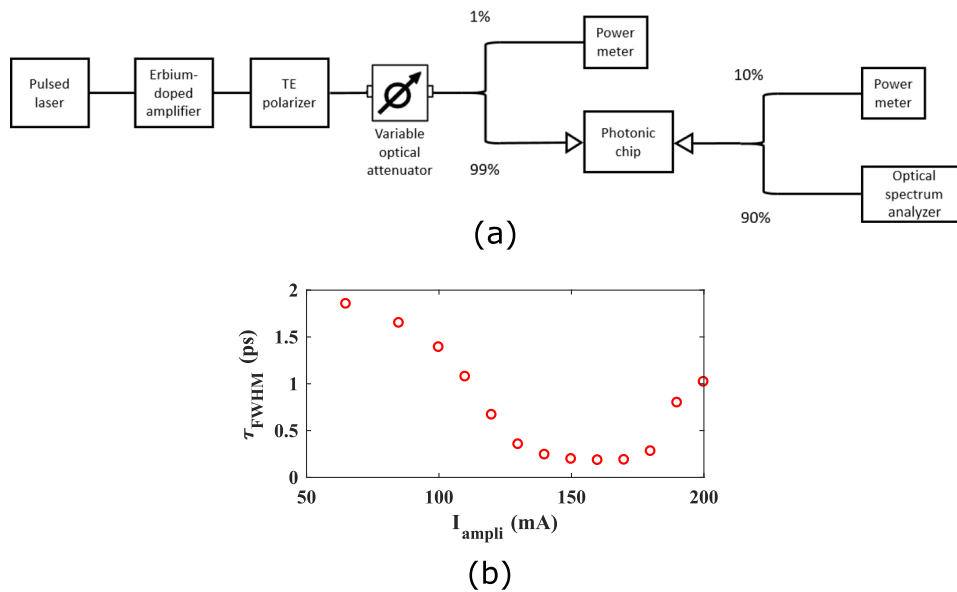 1%
Power
meter
10%
Power
meter
Pulsed
laser
Erbium-
doped
amplifier
TE
polarizer
Variable
optical
attenuator
99%
Photonic
chip
90%
Optical
spectrum
analyzer
(a)
2
1.5
1
0.5
0
τFWHM (ps)
50
100
150
200
Iampli (mA)
(b)